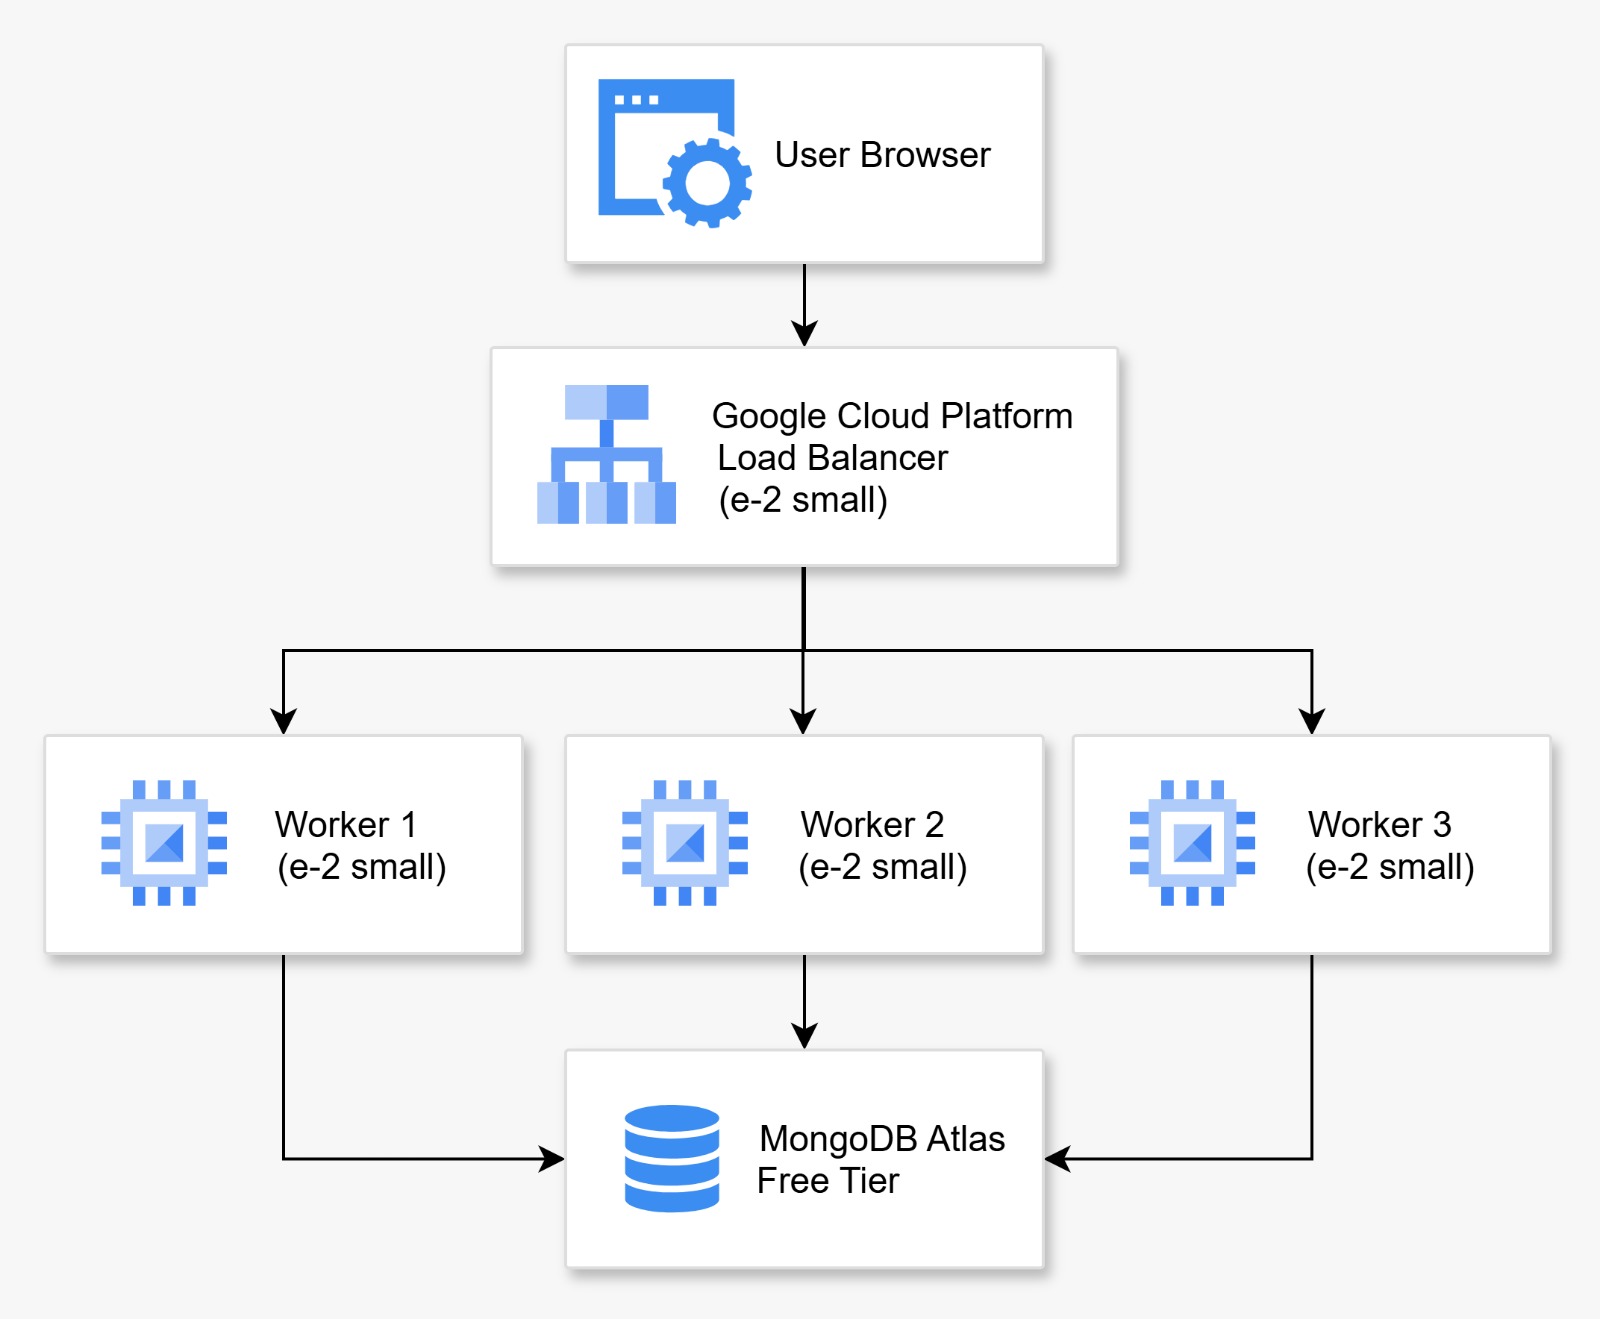 User Browser
Google Cloud Platform
Load Balancer
(e-2 small)
Worker 1
(e-2 small)
Worker 2
(e-2 small)
Worker 3
(e-2 small)
MongoDB Atlas
Free Tier